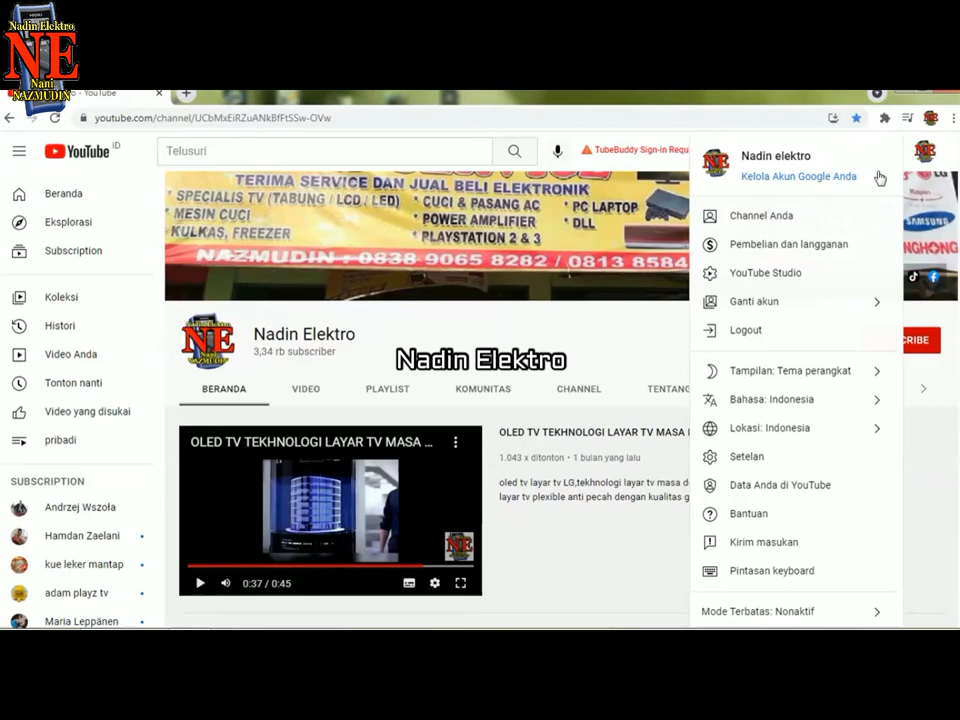 Nadin Elektro
NE
Nani
NAZMUDIN
- YouTube
youtube.com/channel/UCbMxEiRZuANkBfFtSSw-OVw
YouTube ID
Telusuri
TubeBuddy Sign-in Requ
Beranda
Eksplorasi
Subscription
Koleksi
Histori
Video Anda
Tonton nanti
Video yang disukai
pribadi
SUBSCRIPTION
Andrzej Wszoła
Hamdan Zaelani
kue leker mantap
adam playz tv
Maria Leppänen
TERIMA SERVICE DAN JUAL BELI ELEKTRONIK
• SPECIALIS TV (TABUNG / LCD / LED)
• MESIN CUCI
• KULKAS, FREEZER
• CUCI & PASANG AC
• POWER AMPLIFIER
• PLAYSTATION 2 & 3
• PC LAPTOP
• DLL
NAZMUDIN : 0838 9065 8282 / 0813 8584
SAMSUNG
NGHONG
NE
Nadin Elektro
3,34 rb subscriber
Nadin Elektro
CRIBE
BERANDA
VIDEO
PLAYLIST
KOMUNITAS
CHANNEL
TENTANG
OLED TV TEKHNOLOGI LAYAR TV MASA ...
0:37 / 0:45
OLED TV TEKHNOLOGI LAYAR TV MASA
1.043 x ditonton • 1 bulan yang lalu
oled tv layar tv LG,tekhnologi layar tv masa
layar tv plexible anti pecah dengan kualitas
Nadin elektro
Kelola Akun Google Anda
Channel Anda
Pembelian dan langganan
YouTube Studio
Ganti akun
Logout
Tampilan: Tema perangkat
Bahasa: Indonesia
Lokasi: Indonesia
Setelan
Data Anda di YouTube
Bantuan
Kirim masukan
Pintasan keyboard
Mode Terbatas: Nonaktif